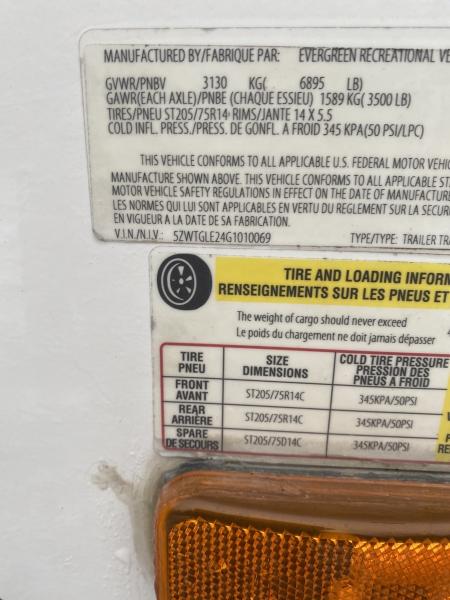 MANUFACTURED BY/FABRIQUE PAR: EVERGREEN RECREATIONAL VE
GVWR/PNBV 3130 KG( 6895 LB)
GAWR(EACH AXLE)/PNBE (CHAQUE ESSIEU) 1589 KG( 3500 LB)
TIRES/PNEU ST205/75R14 RIMS/JANTE 14 X 5.5
COLD INFL. PRESS./PRESS. DE GONFL. A FROID 345 KPA(50 PSI/LPC)
THIS VEHICLE CONFORMS TO ALL APPLICABLE U.S. FEDERAL MOTOR VEHIC
MANUFACTURE SHOWN ABOVE. THIS VEHICLE CONFORMS TO ALL APPLICABLE STA
MOTOR VEHICLE SAFETY REGULATIONS IN EFFECT ON THE DATE OF MANUFACTURE
LES NORMES QUI LUI SONT APPLICABLES EN VERTU DU REGLEMENT SUR LA SECUR
EN VIGUEUR A LA DATE DE SA FABRICATION.
V.I.N./N.I.V.: 5ZWTGLE24G1010069 TYPE/TYPE: TRAILER TRA
TIRE AND LOADING INFORM
RENSEIGNEMENTS SUR LES PNEUS ET
The weight of cargo should never exceed
Le poids du chargement ne doit jamais dépasser
TIRE PNEU SIZE DIMENSIONS COLD TIRE PRESSURE PRESSION DES PNEUS A FROID
FRONT AVANT ST205/75R14C 345KPA/50PSI
REAR ARRIÈRE ST205/75R14C 345KPA/50PSI
SPARE DE SECOURS ST205/75D14C 345KPA/50PSI